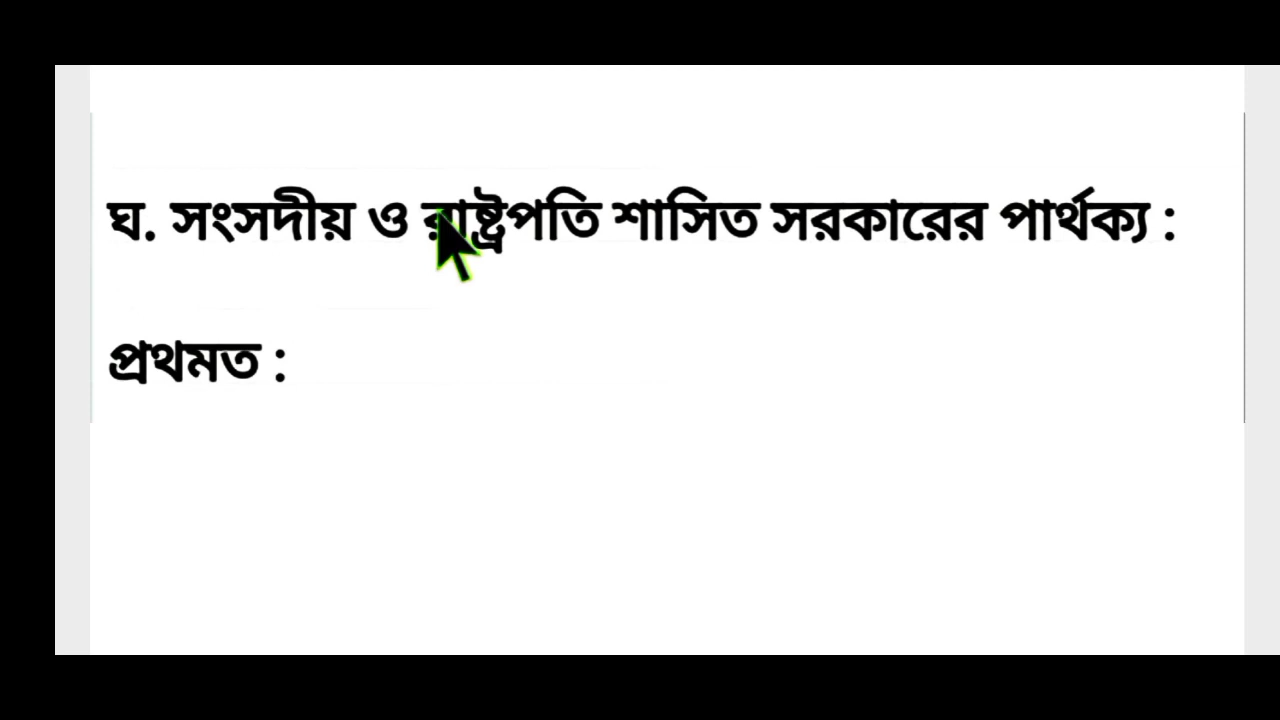 ঘ. সংসদীয় ও রাষ্ট্রপতি শাসিত সরকারের পার্থক্য :
প্রথমত :